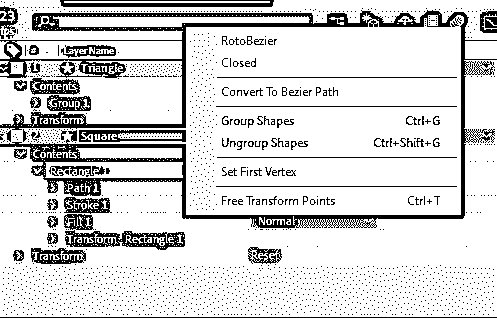 23
fps
# Layer Name
1 Triangle
Contents
Group 1
Transform
2 Square
Contents
Rectangle 1
Path 1
Stroke 1
Fill 1
Normal
Transform: Rectangle 1
Transform
Reset
RotoBezier
Closed
Convert To Bezier Path
Group Shapes Ctrl+G
Ungroup Shapes Ctrl+Shift+G
Set First Vertex
Free Transform Points Ctrl+T